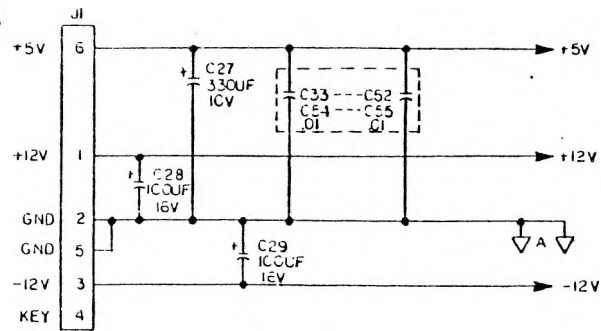 J1
+5V 6 +5V
C27
330UF
10V
C33 ---- C52
C54 ---- C55
.01 .01
+12V 1 +12V
C28
100UF
16V
GND 2
A
GND 5
C29
100UF
16V
-12V 3 -12V
KEY 4